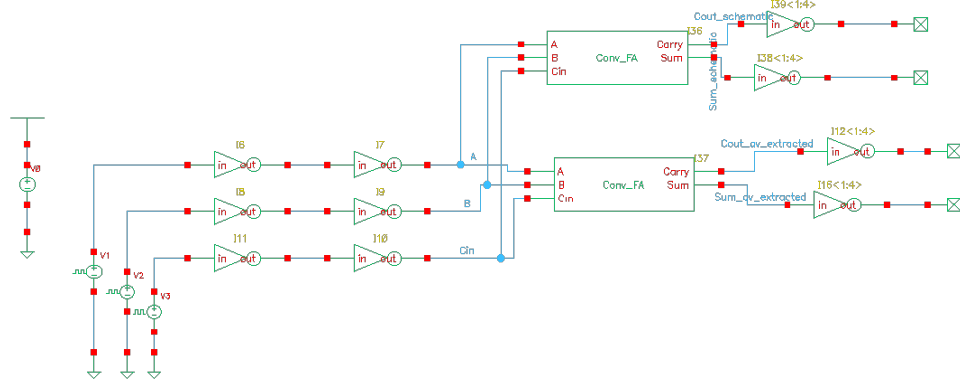 I39<1:4>
Cout_schematic
in out
I36
A Carry
B Conv_FA Sum
Cin
Sum_schematic
I38<1:4>
in out
I12<1:4>
Cout_av_extracted
in out
I6 I7
in out in out
A
I37
A Carry
B Conv_FA Sum
Cin
V0
I8 I9
in out in out
B
I16<1:4>
Sum_av_extracted
in out
I11 I10
in out in out
Cin
V1
V2
V3